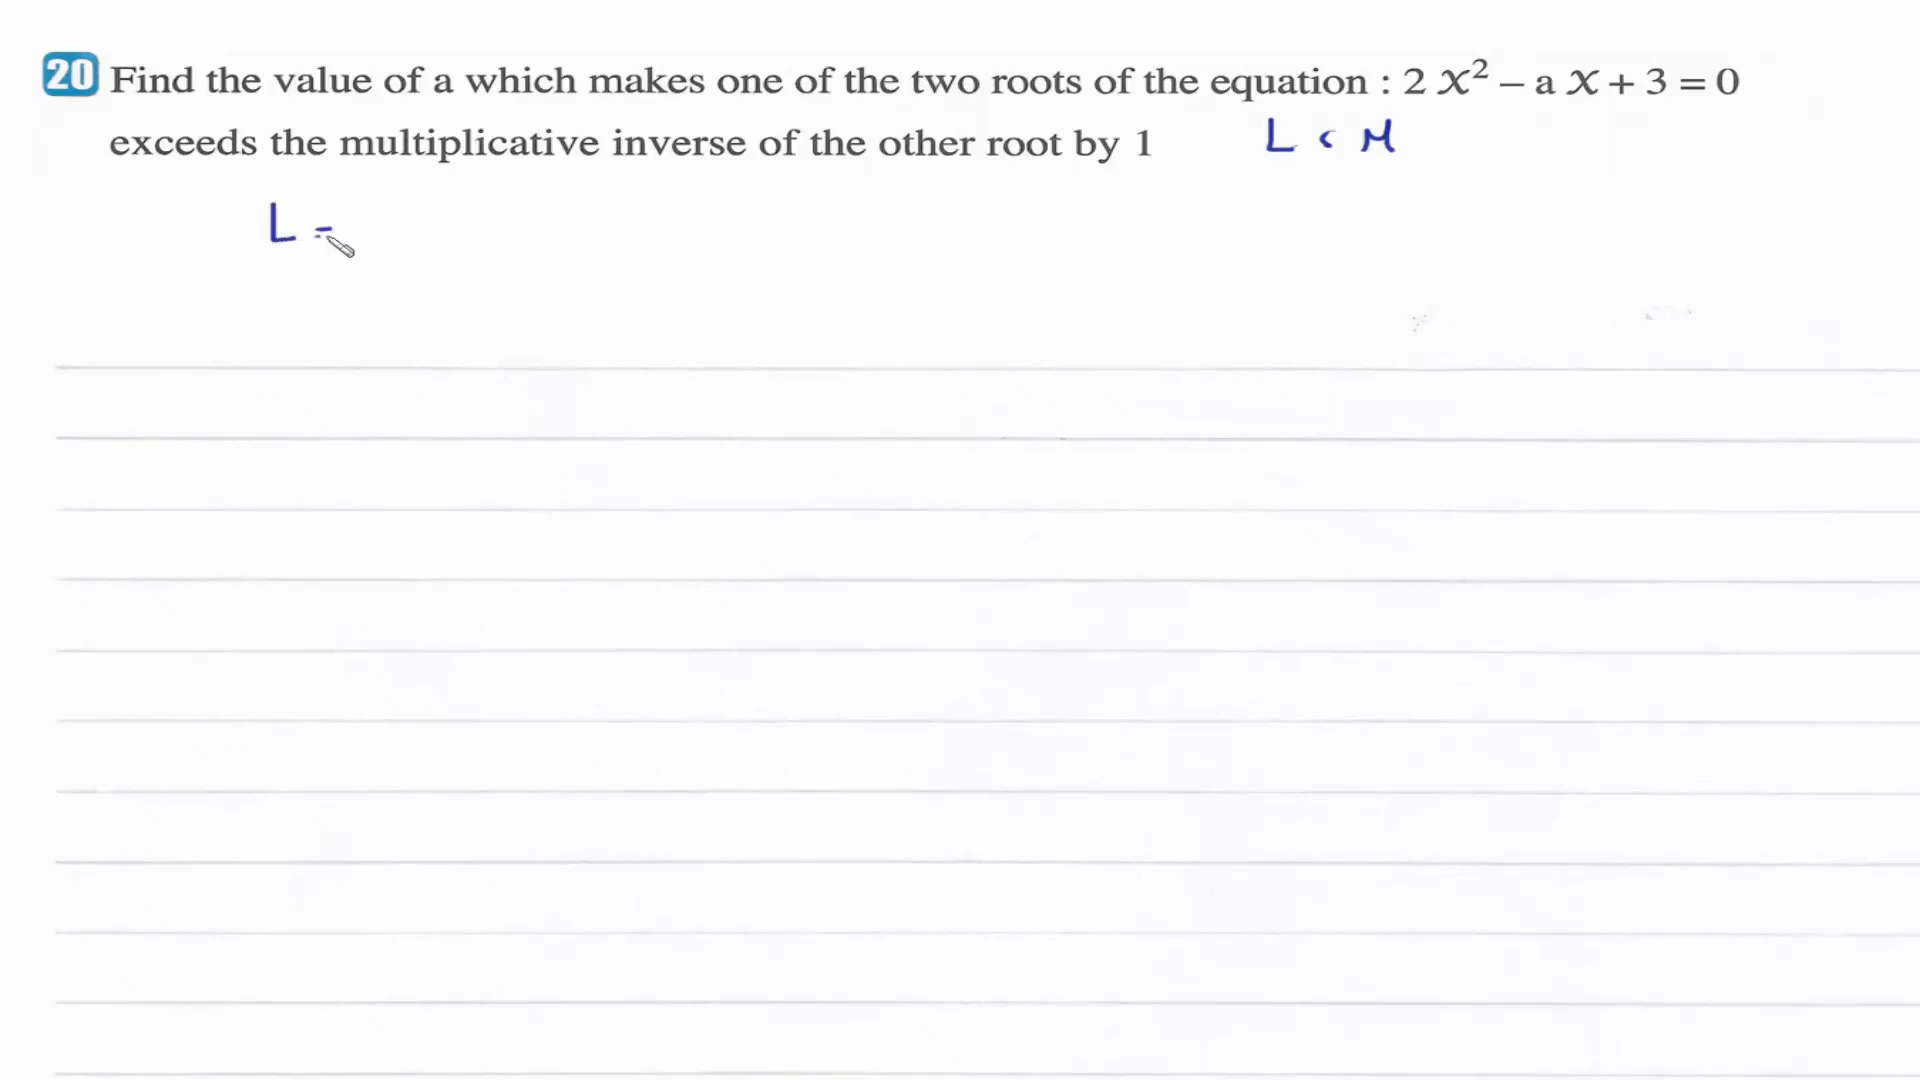 20 Find the value of a which makes one of the two roots of the equation : 2 x² – a x + 3 = 0
exceeds the multiplicative inverse of the other root by 1 L ، M
L =